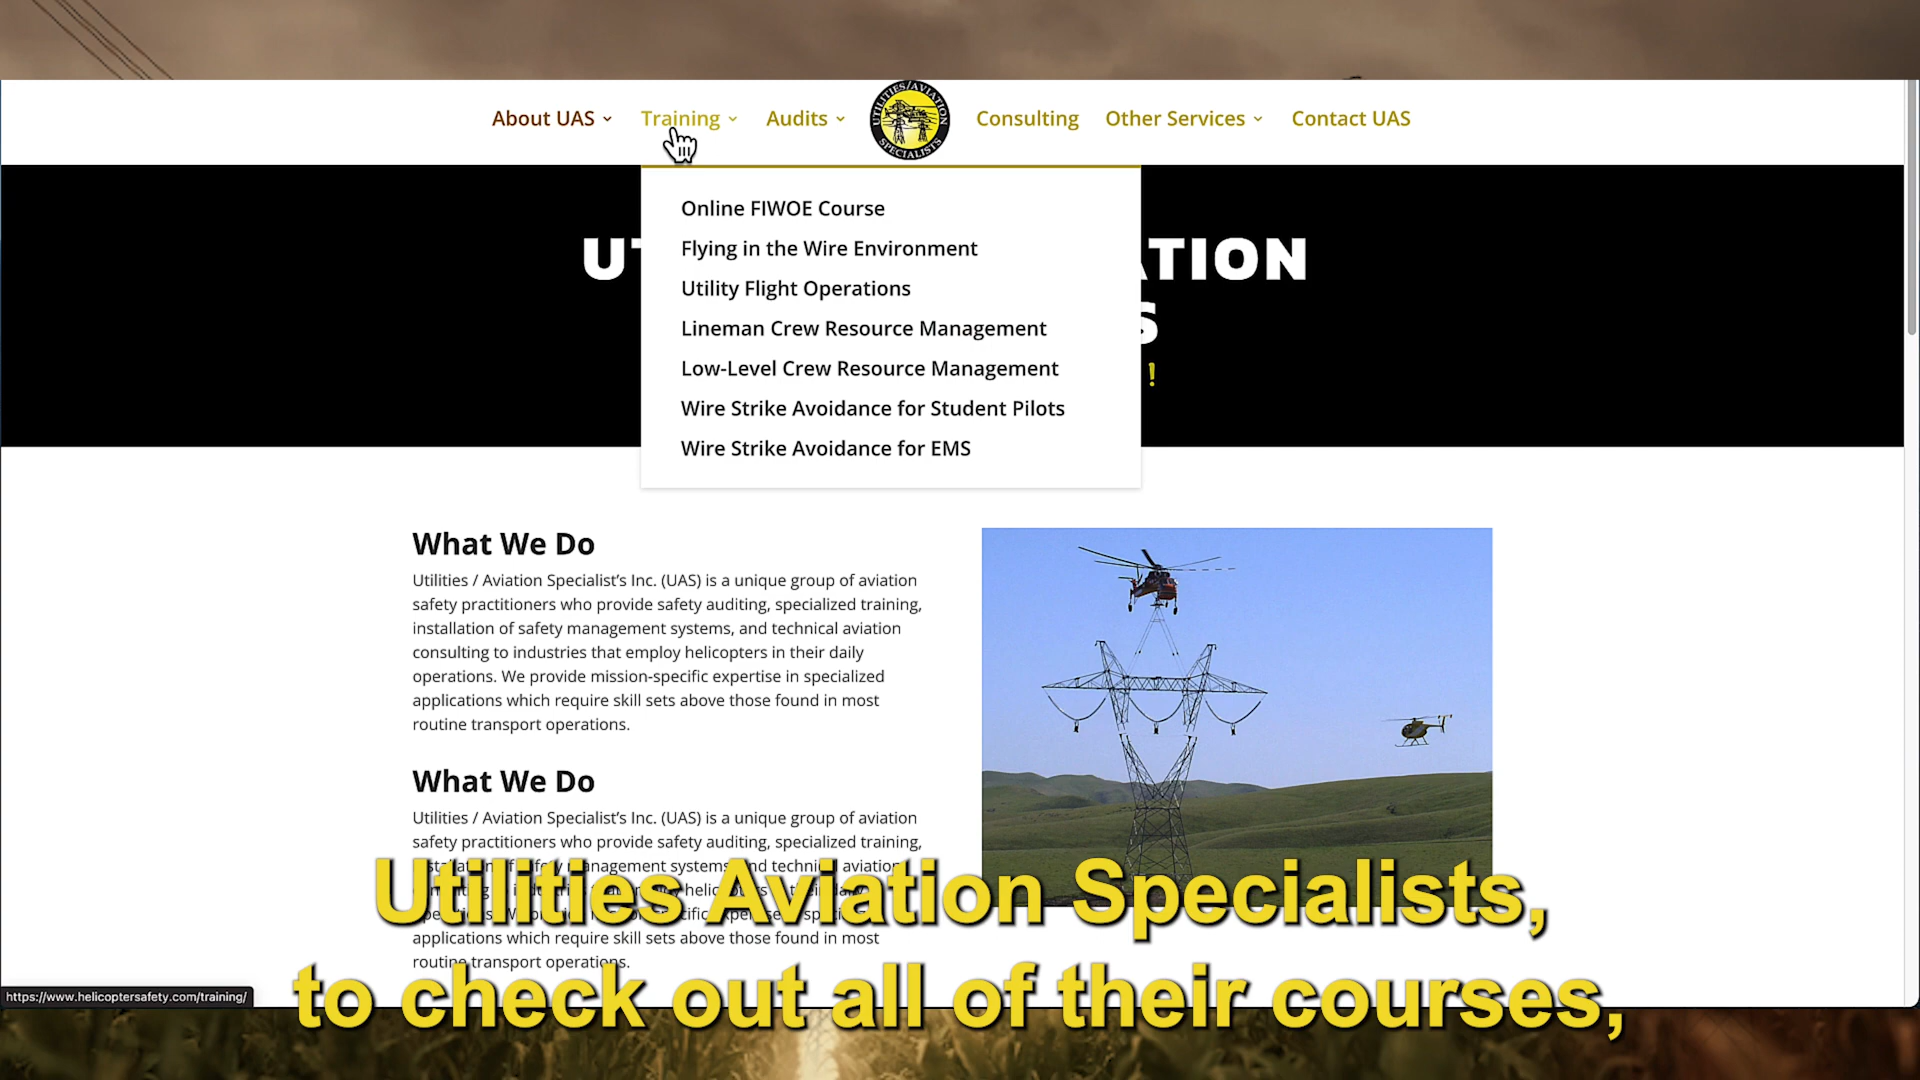 About UAS
Training
Audits
UTILITIES/AVIATION
SPECIALISTS
Consulting
Other Services
Contact UAS
Online FIWOE Course
Flying in the Wire Environment
Utility Flight Operations
Lineman Crew Resource Management
Low-Level Crew Resource Management
Wire Strike Avoidance for Student Pilots
Wire Strike Avoidance for EMS
What We Do
Utilities / Aviation Specialist's Inc. (UAS) is a unique group of aviation
safety practitioners who provide safety auditing, specialized training,
installation of safety management systems, and technical aviation
consulting to industries that employ helicopters in their daily
operations. We provide mission-specific expertise in specialized
applications which require skill sets above those found in most
routine transport operations.
What We Do
Utilities / Aviation Specialist's Inc. (UAS) is a unique group of aviation
safety practitioners who provide safety auditing, specialized training,
management systems, and technical aviation
applications which require skill sets above those found in most
routine transport operations.
Utilities Aviation Specialists,
to check out all of their courses,
https://www.helicoptersafety.com/training/